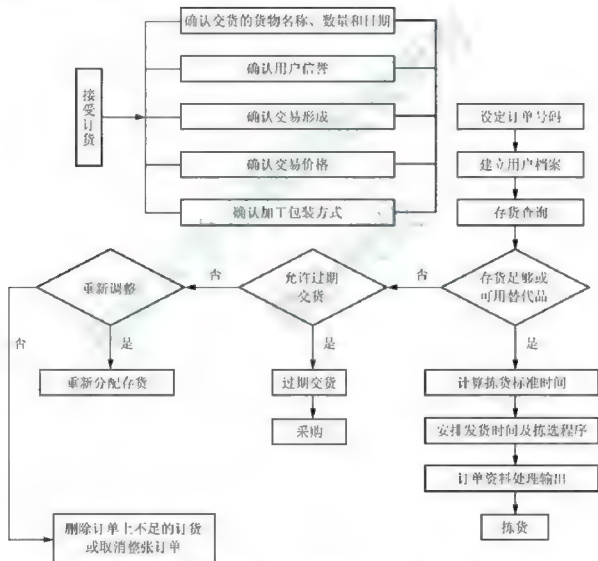 确认交货的货物名称、数量和日期
确认用户信誉
接受订货
确认交易形成
设定订单号码
确认交易价格
建立用户档案
确认加工包装方式
存货查询
重新调整
否
允许过期
交货
否
存货足够或
可用替代品
否
是
是
是
重新分配存货
过期交货
计算拣货标准时间
采购
安排发货时间及拣选程序
订单资料处理输出
删除订单上不足的订货
或取消整张订单
拣货